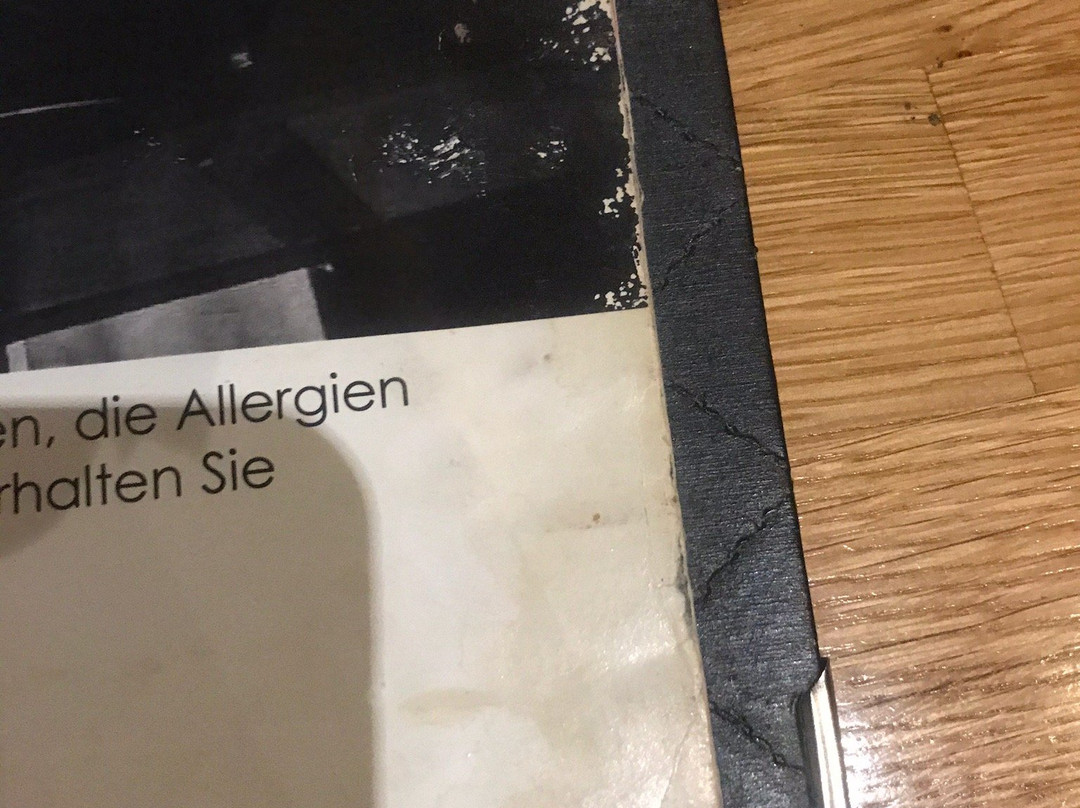 en, die Allergien
rhalten Sie